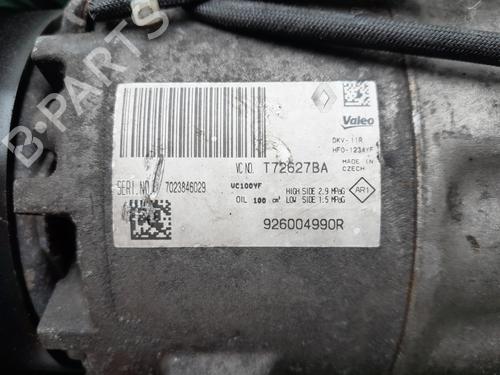 Valeo
DKV-11R
HFO-1234YF
VC NO. T72627BA
MADE IN
CZECH
SERI.NO. 7023846029
VC100YF
OIL 100 cm³
HIGH SIDE 2.9 MPaG
LOW SIDE 1.5 MPaG
AR1
926004990R
B-PARTS